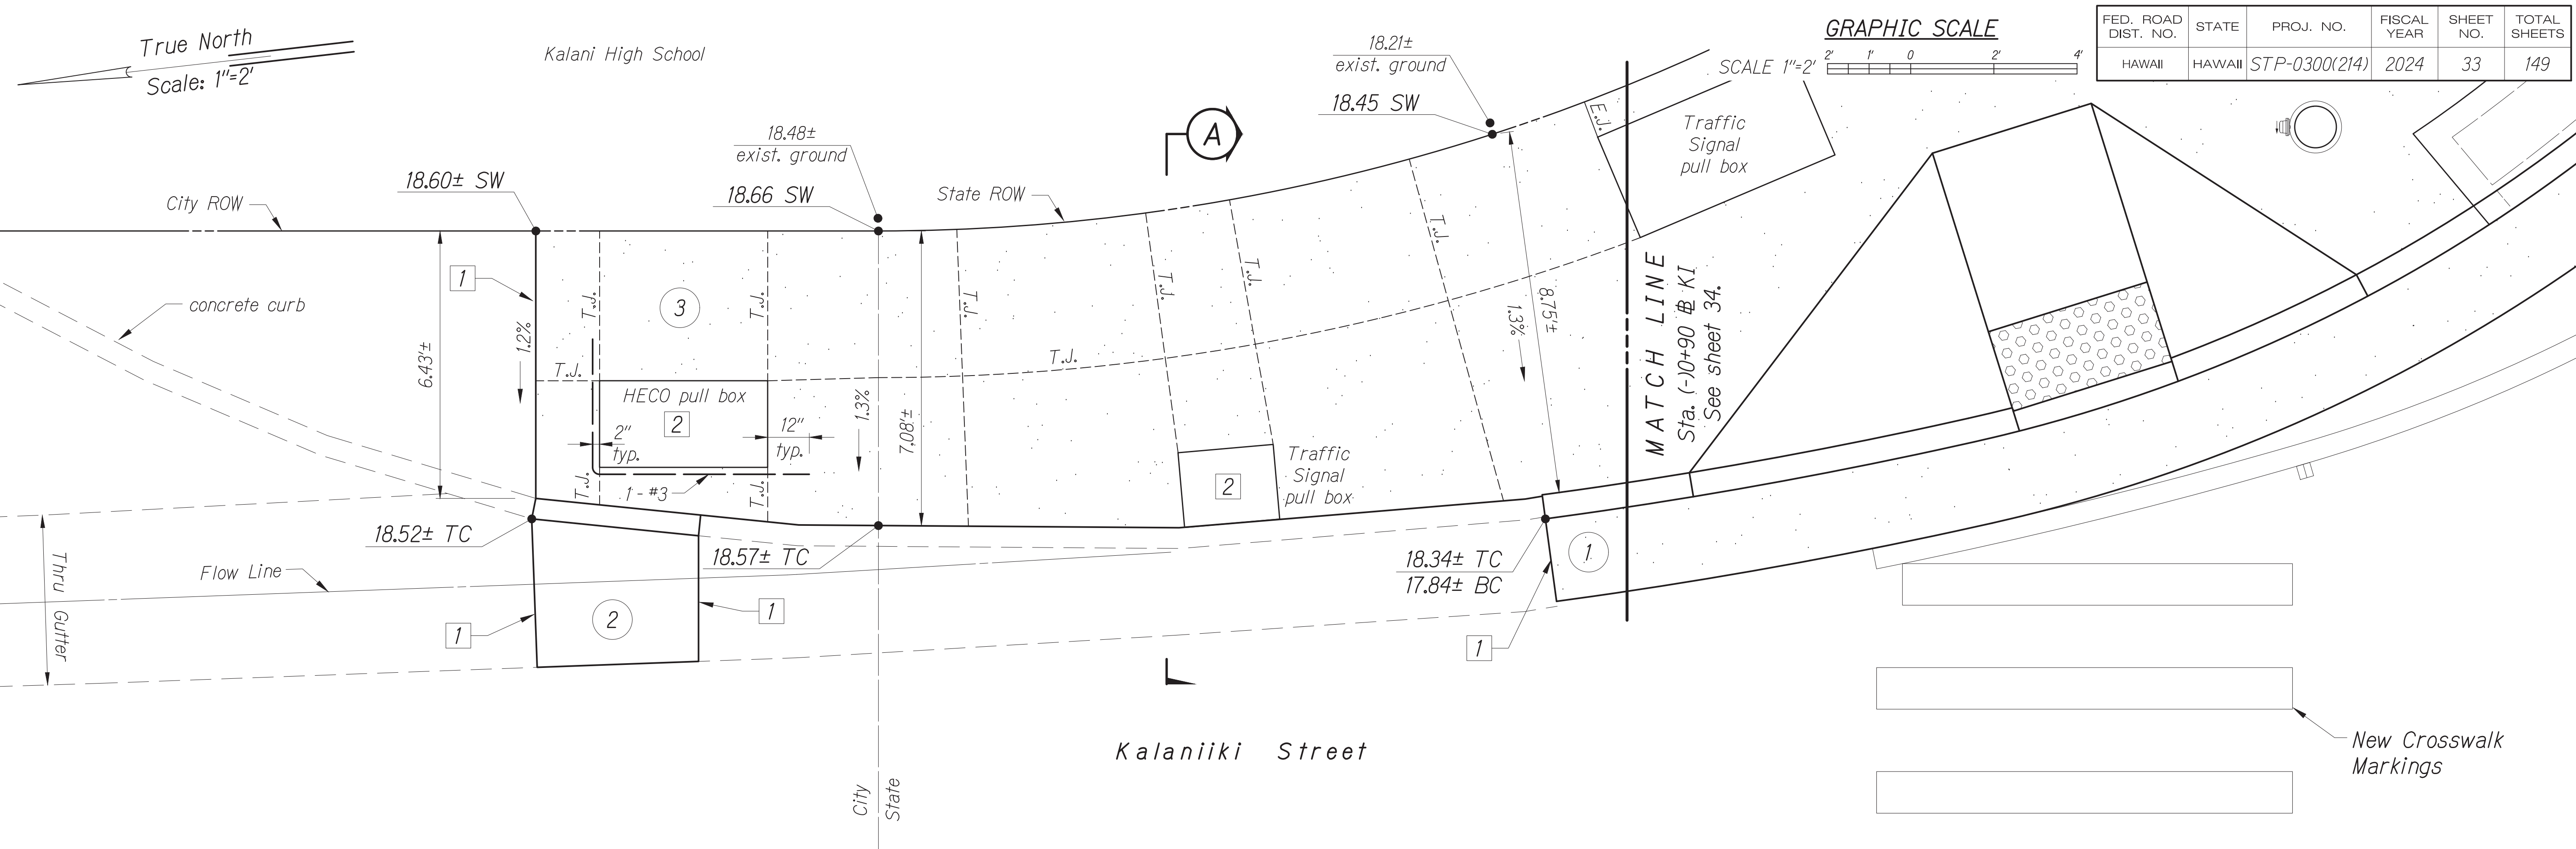 True North
Scale: 1"=2'
Kalani High School
18.21±
exist. ground
18.45 SW
GRAPHIC SCALE
SCALE 1"=2'
2' 1' 0 2' 4'
FED. ROAD DIST. NO.
STATE
PROJ. NO.
FISCAL YEAR
SHEET NO.
TOTAL SHEETS
HAWAII
HAWAII
STP-0300(214)
2024
33
149
A
18.48±
exist. ground
18.66 SW
18.60± SW
City ROW
State ROW
E.J.
Traffic
Signal
pull box
1
concrete curb
6.43'±
1.2%
T.J.
3
T.J.
T.J.
T.J.
T.J.
T.J.
T.J.
T.J.
HECO pull box
2
2"
typ.
12"
typ.
1.3%
7.08'±
T.J.
1 - #3
T.J.
2
Traffic
Signal
pull box
1.3%
8.75'±
MATCH LINE
Sta. (-)0+90 ⅊ KI
See sheet 34.
18.52± TC
18.57± TC
18.34± TC
17.84± BC
1
Thru Gutter
Flow Line
1
2
1
1
Kalaniiki Street
City
State
New Crosswalk
Markings